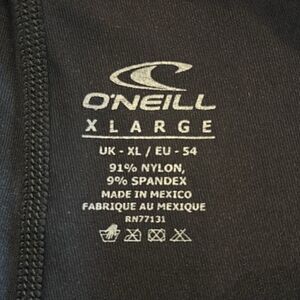 O'NEILL
XLARGE
UK - XL / EU - 54
91% NYLON,
9% SPANDEX
MADE IN MEXICO
FABRIQUE AU MEXIQUE
RN77131